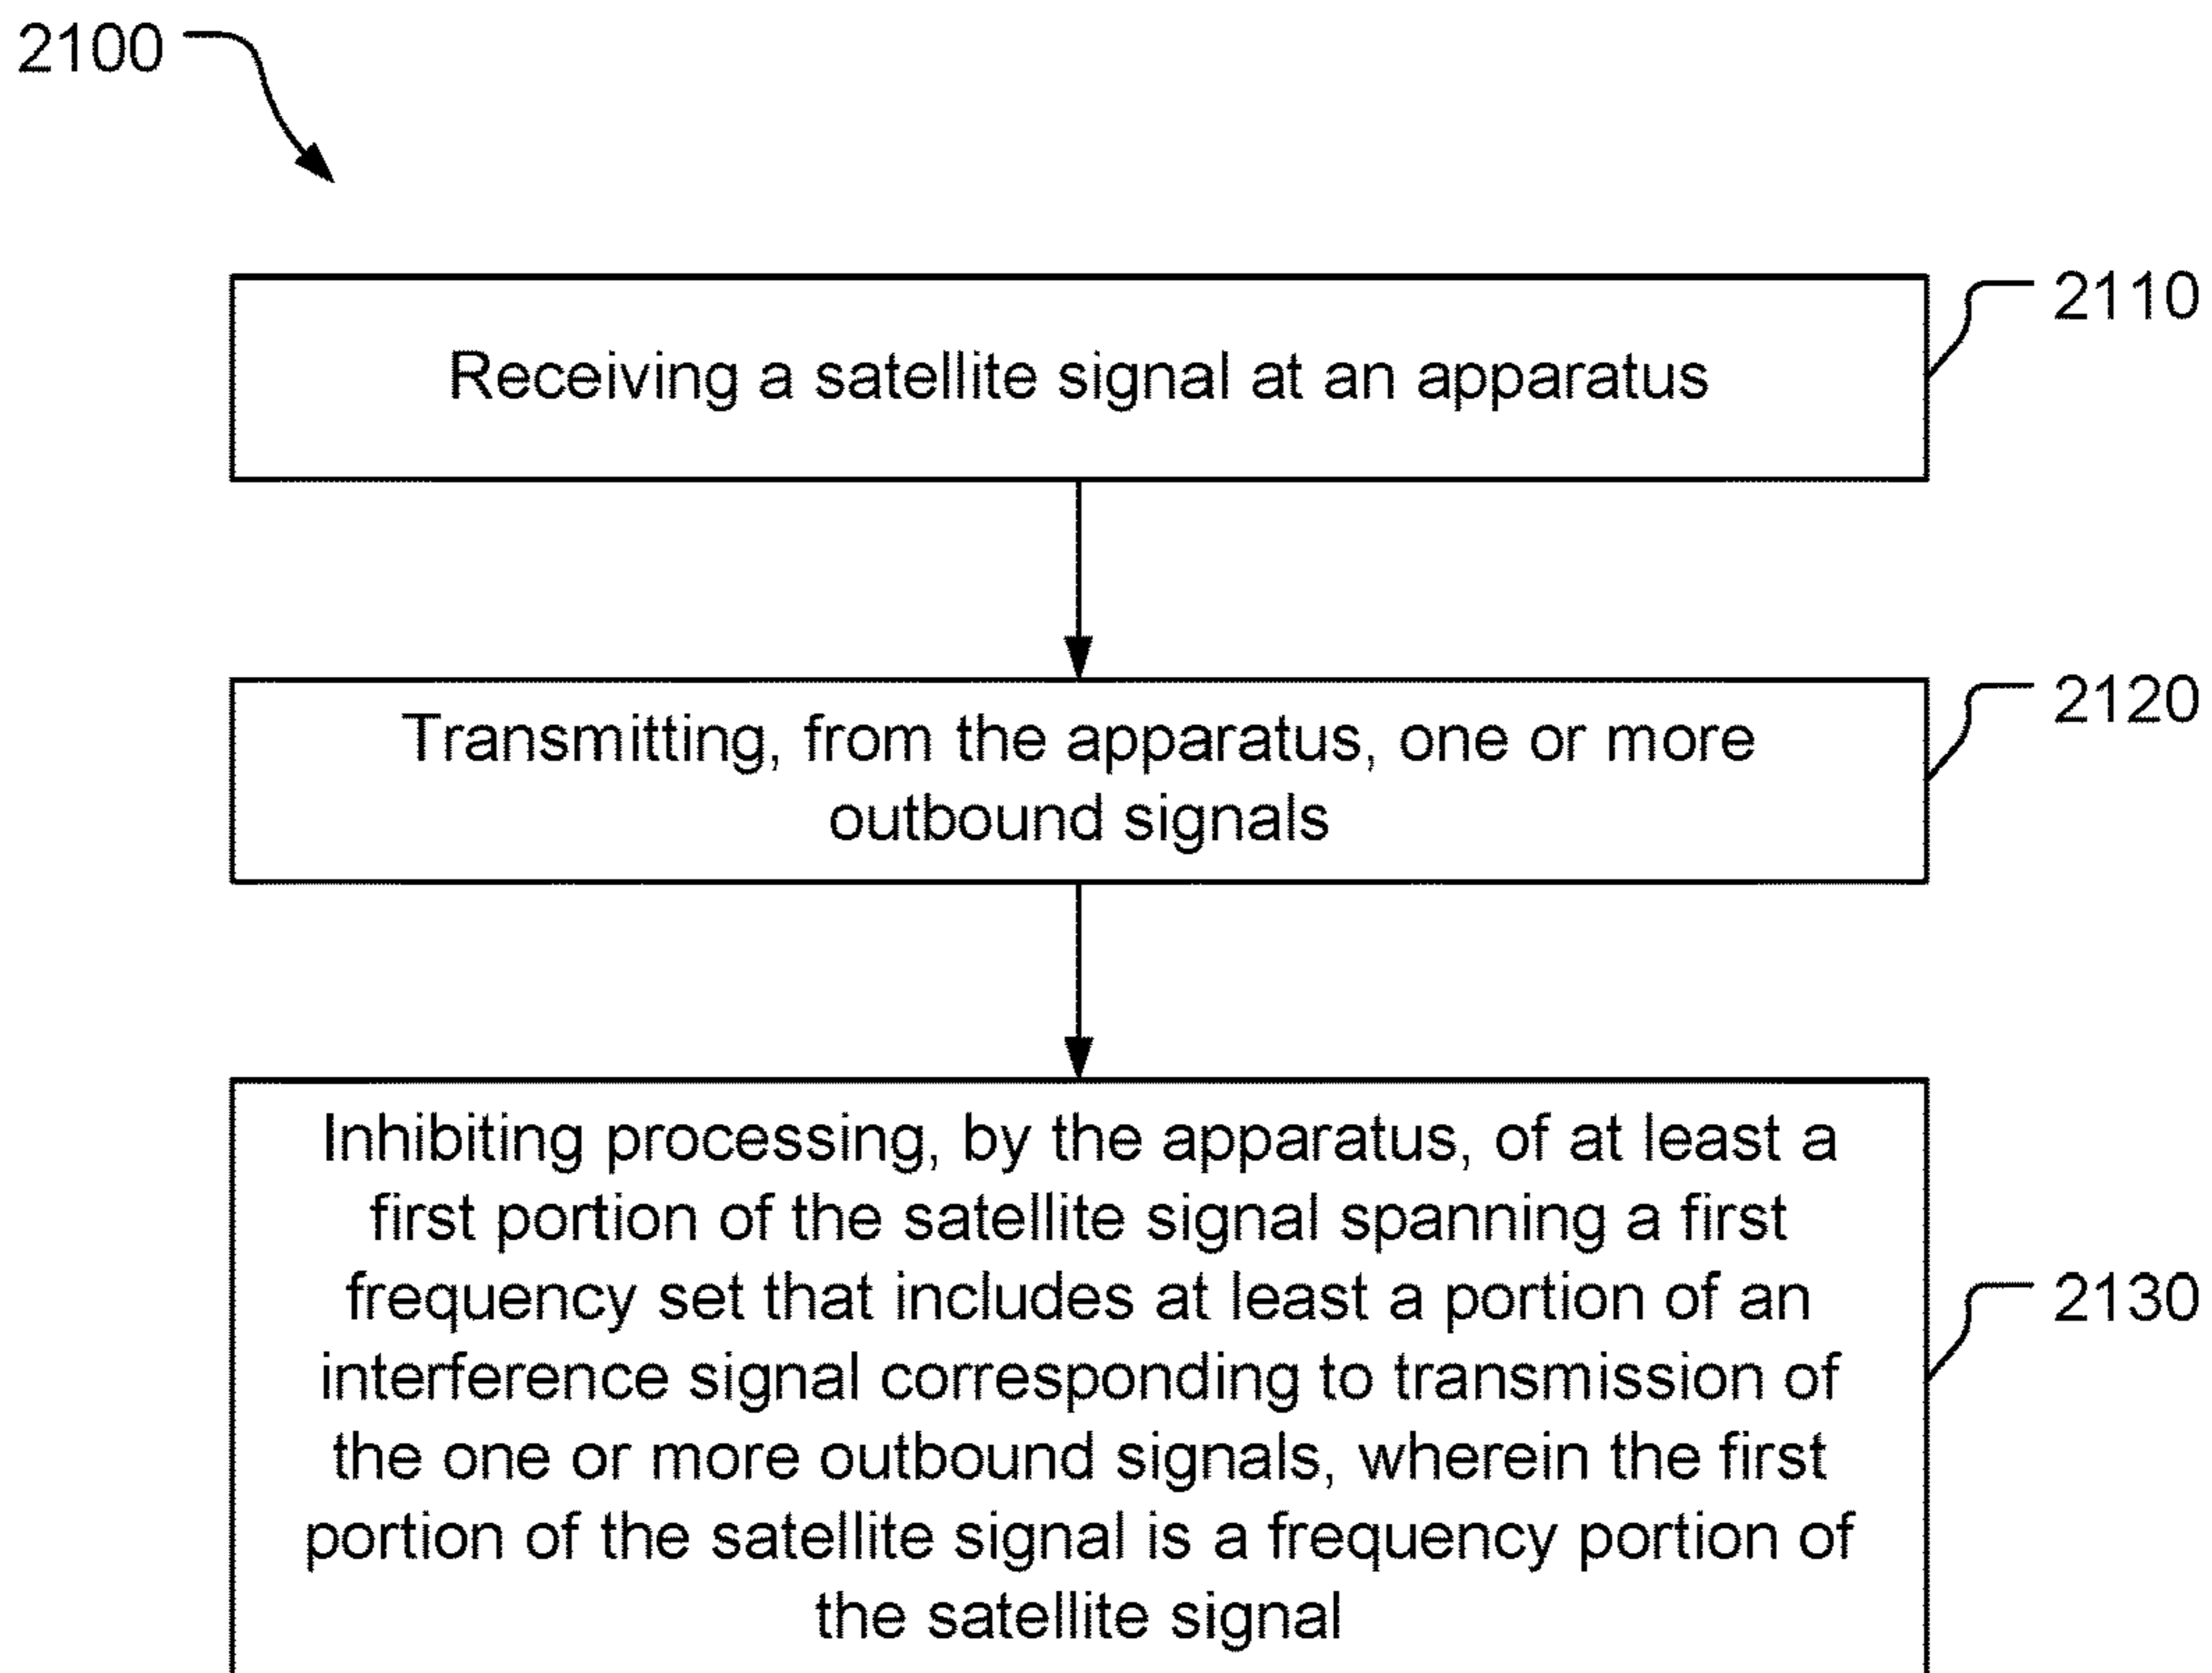 2100
Receiving a satellite signal at an apparatus
2110
Transmitting, from the apparatus, one or more
outbound signals
2120
Inhibiting processing, by the apparatus, of at least a
first portion of the satellite signal spanning a first
frequency set that includes at least a portion of an
interference signal corresponding to transmission of
the one or more outbound signals, wherein the first
portion of the satellite signal is a frequency portion of
the satellite signal
2130